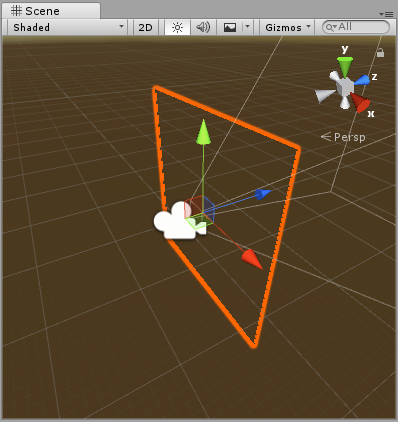 Scene
Shaded 2D Gizmos All
y
z
x
Persp